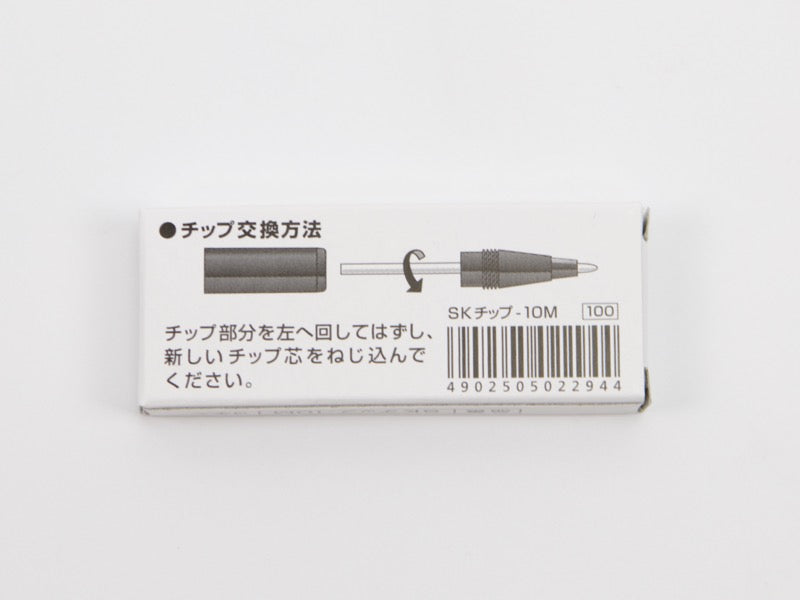 ●チップ交換方法
チップ部分を左へ回してはずし、
新しいチップ芯をねじ込んで
ください。
SKチップ-10M 100
4902505022944